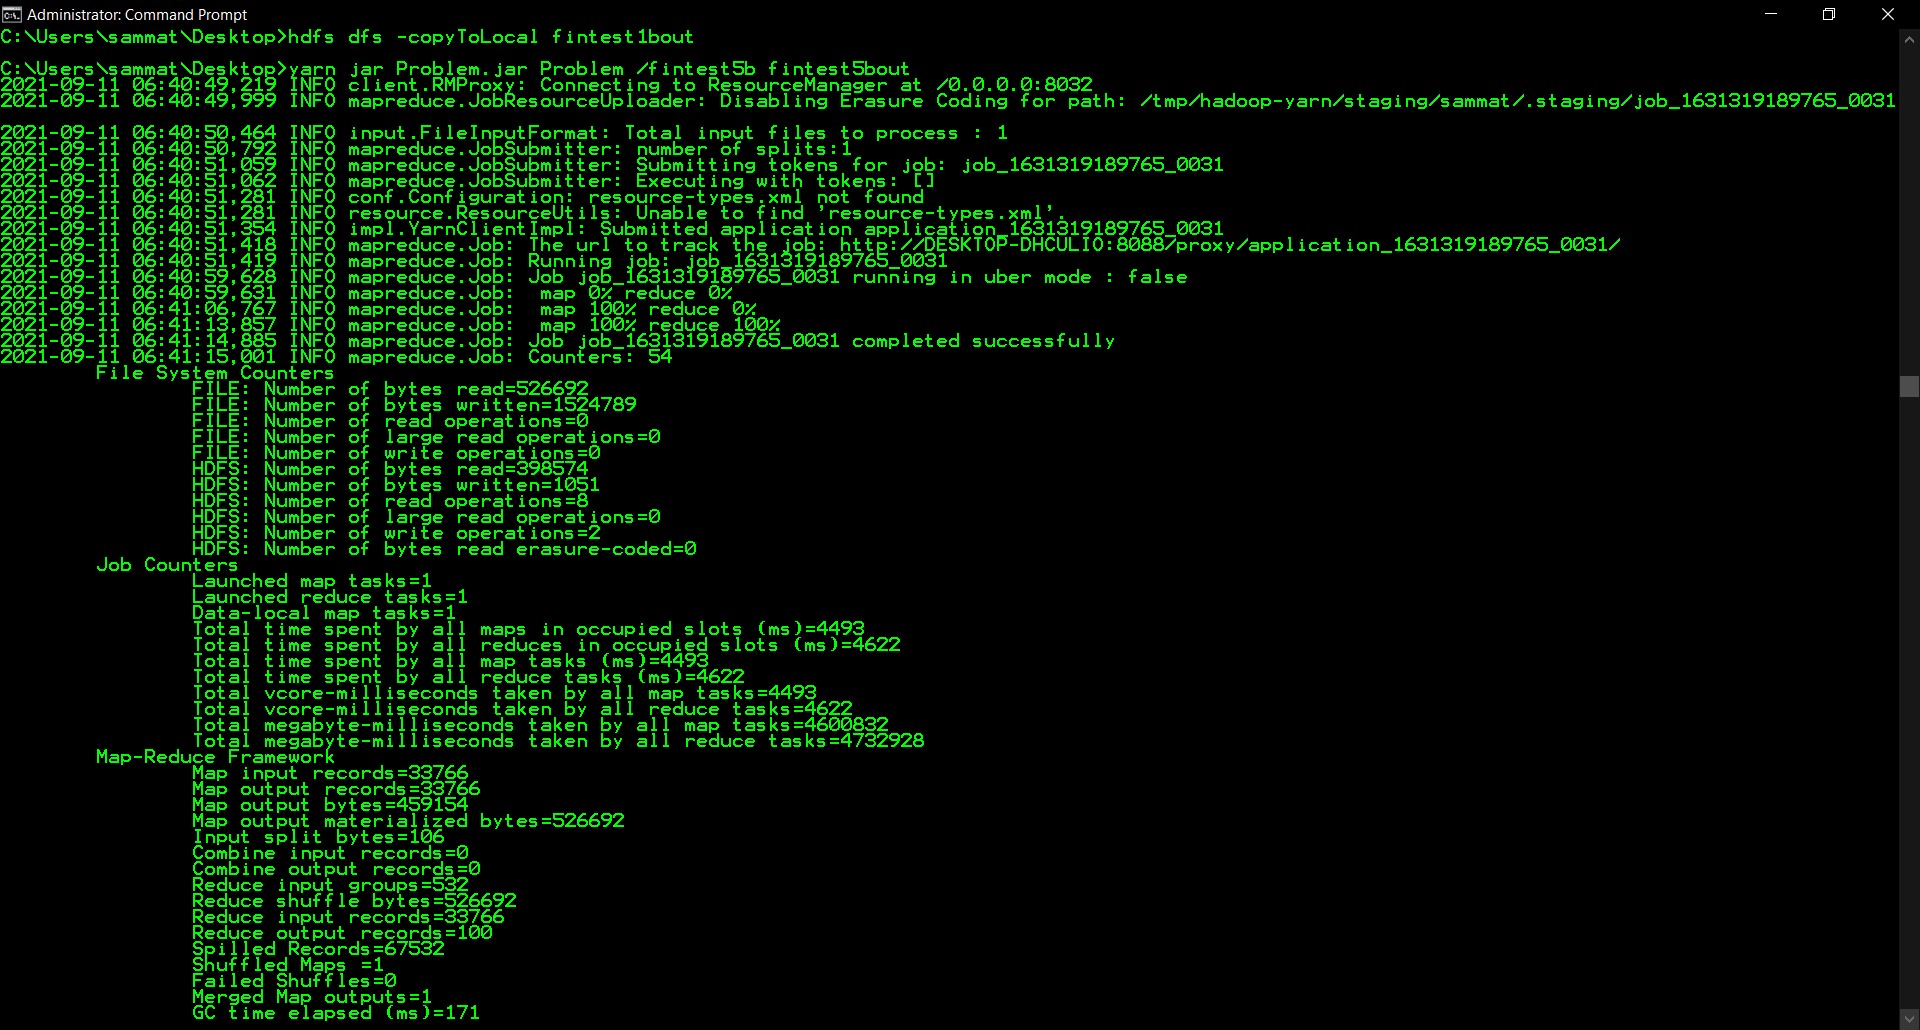 Administrator: Command Prompt
C:\Users\sammat\Desktop>hdfs dfs -copyToLocal fintest1bout
C:\Users\sammat\Desktop>yarn jar Problem.jar Problem /fintest5b fintest5bout
2021-09-11 06:40:49,219 INFO client.RMProxy: Connecting to ResourceManager at /0.0.0.0:8032
2021-09-11 06:40:49,999 INFO mapreduce.JobResourceUploader: Disabling Erasure Coding for path: /tmp/hadoop-yarn/staging/sammat/.staging/job_1631319189765_0031
2021-09-11 06:40:50,464 INFO input.FileInputFormat: Total input files to process : 1
2021-09-11 06:40:50,792 INFO mapreduce.JobSubmitter: number of splits:1
2021-09-11 06:40:51,059 INFO mapreduce.JobSubmitter: Submitting tokens for job: job_1631319189765_0031
2021-09-11 06:40:51,062 INFO mapreduce.JobSubmitter: Executing with tokens: []
2021-09-11 06:40:51,281 INFO conf.Configuration: resource-types.xml not found
2021-09-11 06:40:51,281 INFO resource.ResourceUtils: Unable to find 'resource-types.xml'.
2021-09-11 06:40:51,354 INFO impl.YarnClientImpl: Submitted application application_1631319189765_0031
2021-09-11 06:40:51,418 INFO mapreduce.Job: The url to track the job: http://DESKTOP-DHCULIO:8088/proxy/application_1631319189765_0031/
2021-09-11 06:40:51,419 INFO mapreduce.Job: Running job: job_1631319189765_0031
2021-09-11 06:40:59,628 INFO mapreduce.Job: Job job_1631319189765_0031 running in uber mode : false
2021-09-11 06:40:59,631 INFO mapreduce.Job:  map 0% reduce 0%
2021-09-11 06:41:06,767 INFO mapreduce.Job:  map 100% reduce 0%
2021-09-11 06:41:13,857 INFO mapreduce.Job:  map 100% reduce 100%
2021-09-11 06:41:14,885 INFO mapreduce.Job: Job job_1631319189765_0031 completed successfully
2021-09-11 06:41:15,001 INFO mapreduce.Job: Counters: 54
File System Counters
FILE: Number of bytes read=526692
FILE: Number of bytes written=1524789
FILE: Number of read operations=0
FILE: Number of large read operations=0
FILE: Number of write operations=0
HDFS: Number of bytes read=398574
HDFS: Number of bytes written=1051
HDFS: Number of read operations=8
HDFS: Number of large read operations=0
HDFS: Number of write operations=2
HDFS: Number of bytes read erasure-coded=0
Job Counters
Launched map tasks=1
Launched reduce tasks=1
Data-local map tasks=1
Total time spent by all maps in occupied slots (ms)=4493
Total time spent by all reduces in occupied slots (ms)=4622
Total time spent by all map tasks (ms)=4493
Total time spent by all reduce tasks (ms)=4622
Total vcore-milliseconds taken by all map tasks=4493
Total vcore-milliseconds taken by all reduce tasks=4622
Total megabyte-milliseconds taken by all map tasks=4600832
Total megabyte-milliseconds taken by all reduce tasks=4732928
Map-Reduce Framework
Map input records=33766
Map output records=33766
Map output bytes=459154
Map output materialized bytes=526692
Input split bytes=106
Combine input records=0
Combine output records=0
Reduce input groups=532
Reduce shuffle bytes=526692
Reduce input records=33766
Reduce output records=100
Spilled Records=67532
Shuffled Maps =1
Failed Shuffles=0
Merged Map outputs=1
GC time elapsed (ms)=171